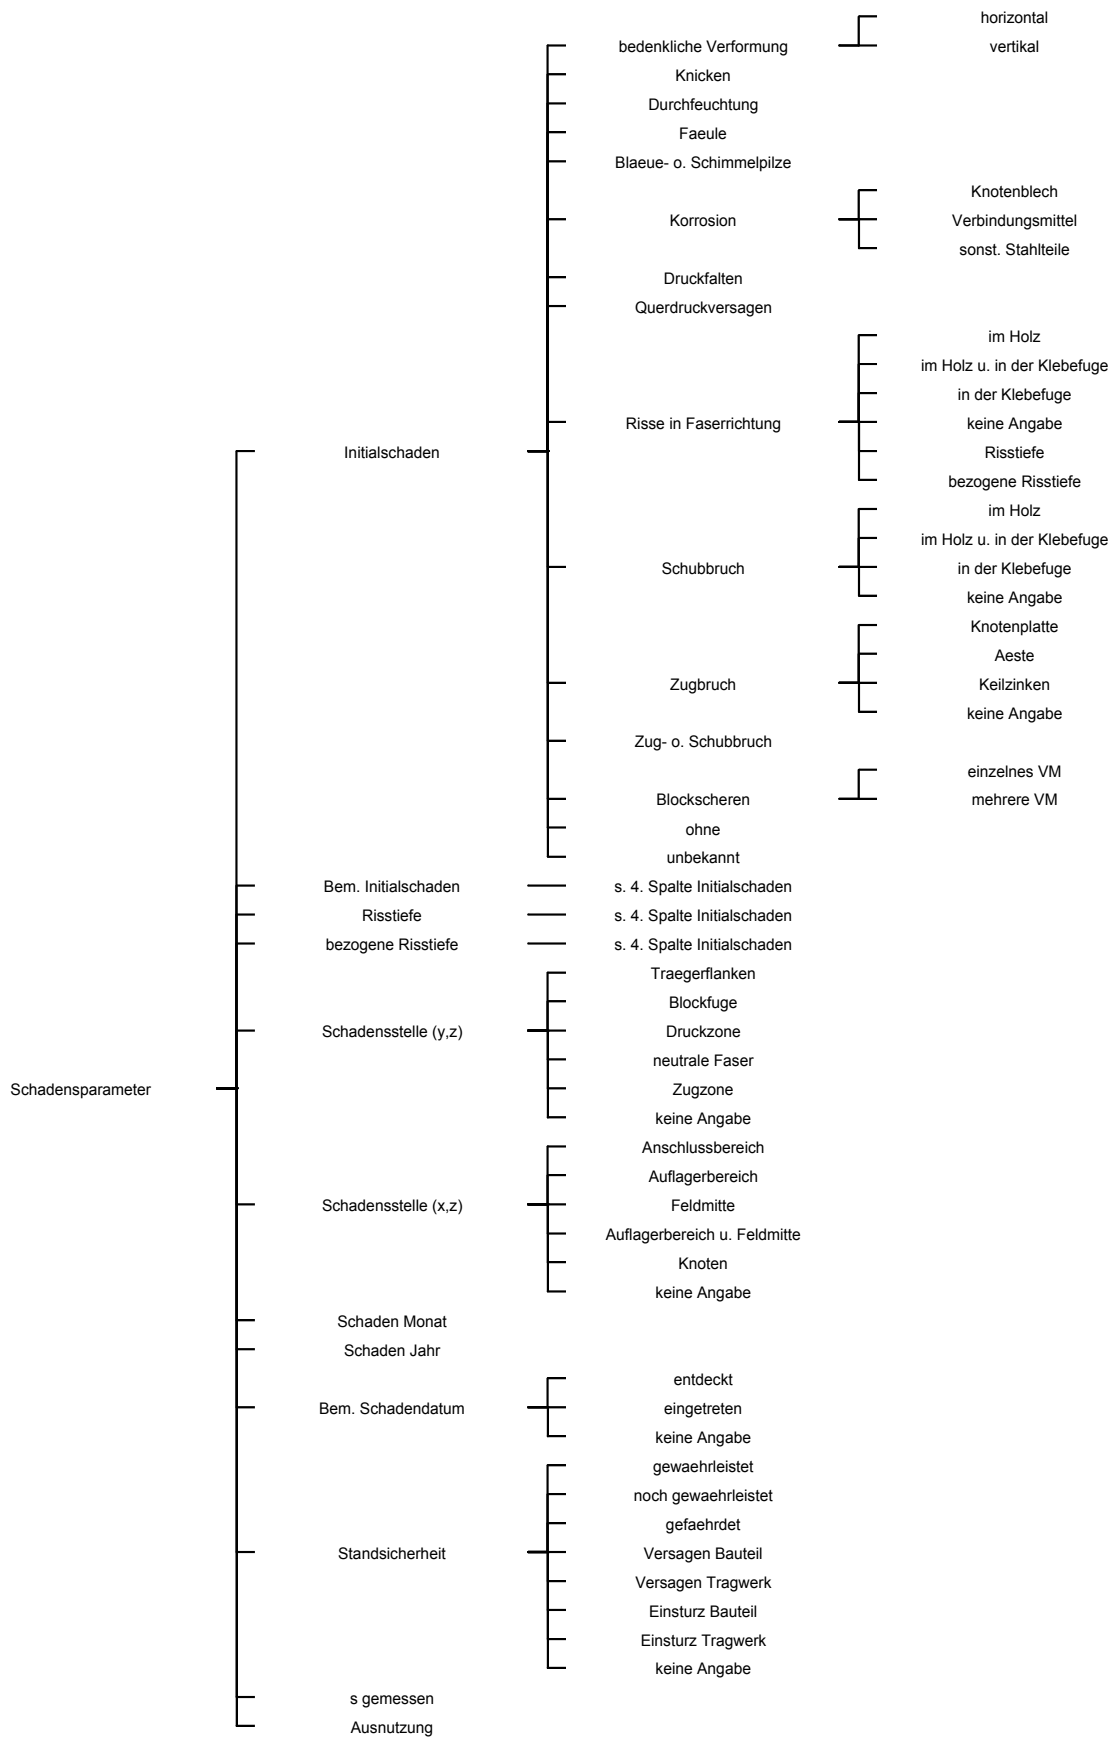 Schadensparameter
Initialschaden
bedenkliche Verformung
horizontal
vertikal
Knicken
Durchfeuchtung
Faeule
Blaeue- o. Schimmelpilze
Korrosion
Knotenblech
Verbindungsmittel
sonst. Stahlteile
Druckfalten
Querdruckversagen
Risse in Faserrichtung
im Holz
im Holz u. in der Klebefuge
in der Klebefuge
keine Angabe
Risstiefe
bezogene Risstiefe
Schubbruch
im Holz
im Holz u. in der Klebefuge
in der Klebefuge
keine Angabe
Zugbruch
Knotenplatte
Aeste
Keilzinken
keine Angabe
Zug- o. Schubbruch
Blockscheren
einzelnes VM
mehrere VM
ohne
unbekannt
Bem. Initialschaden
s. 4. Spalte Initialschaden
Risstiefe
s. 4. Spalte Initialschaden
bezogene Risstiefe
s. 4. Spalte Initialschaden
Schadensstelle (y,z)
Traegerflanken
Blockfuge
Druckzone
neutrale Faser
Zugzone
keine Angabe
Schadensstelle (x,z)
Anschlussbereich
Auflagerbereich
Feldmitte
Auflagerbereich u. Feldmitte
Knoten
keine Angabe
Schaden Monat
Schaden Jahr
Bem. Schadendatum
entdeckt
eingetreten
keine Angabe
Standsicherheit
gewaehrleistet
noch gewaehrleistet
gefaehrdet
Versagen Bauteil
Versagen Tragwerk
Einsturz Bauteil
Einsturz Tragwerk
keine Angabe
s gemessen
Ausnutzung